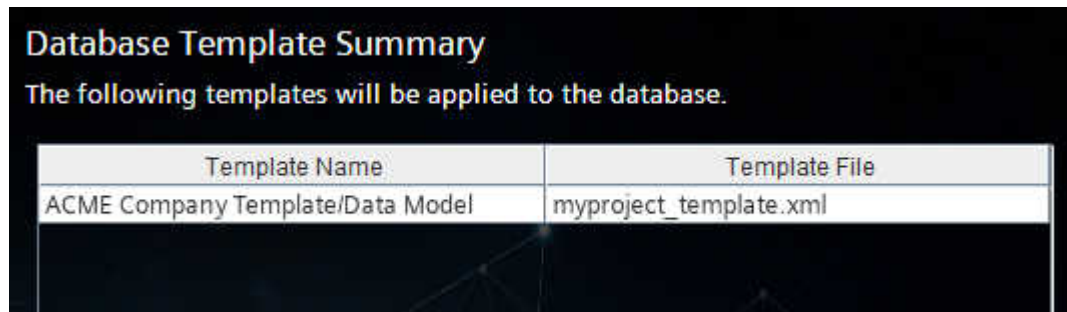 Database Template Summary
The following templates will be applied to the database.
Template Name Template File
ACME Company Template/Data Model myproject_template.xml